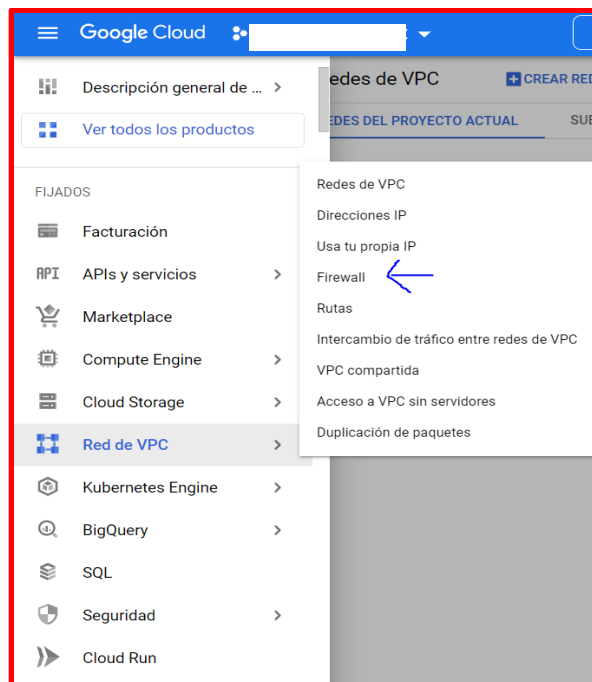 Google Cloud
Descripción general de ...
Ver todos los productos
FIJADOS
Facturación
API APIs y servicios
Marketplace
Compute Engine
Cloud Storage
Red de VPC
Kubernetes Engine
BigQuery
SQL
Seguridad
Cloud Run
edes de VPC
CREAR RED
EDES DEL PROYECTO ACTUAL
SUB
Redes de VPC
Direcciones IP
Usa tu propia IP
Firewall
Rutas
Intercambio de tráfico entre redes de VPC
VPC compartida
Acceso a VPC sin servidores
Duplicación de paquetes